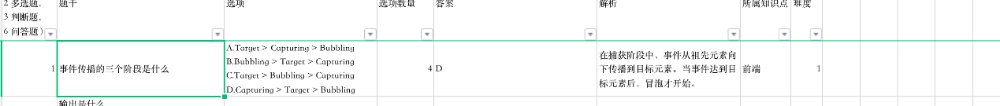 2 多选题、
3 判断题、
6 问答题）
题干
选项
选项数量
答案
解析
所属知识点
难度
1
事件传播的三个阶段是什么
A.Target > Capturing > Bubbling
B.Bubbling > Target > Capturing
C.Target > Bubbling > Capturing
D.Capturing > Target > Bubbling
4
D
在捕获阶段中，事件从祖先元素向
下传播到目标元素。当事件达到目
标元素后，冒泡才开始。
前端
1
输出是什么